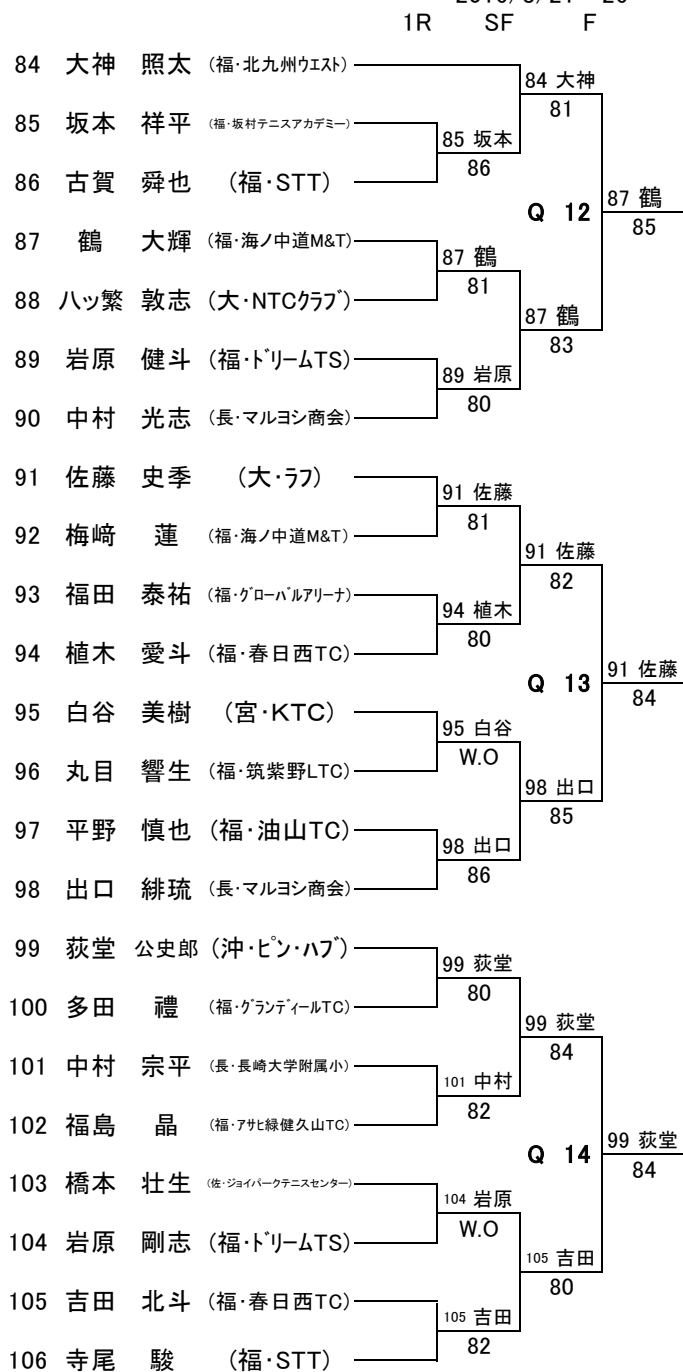 1R SF F
84 大神 照太 (福・北九州ウエスト)
84 大神
81
85 坂本 祥平 (福・坂村テニスアカデミー)
85 坂本
86
86 古賀 舜也 (福・STT)
Q 12
87 鶴
85
87 鶴 大輝 (福・海ノ中道M&T)
87 鶴
81
88 八ッ繁 敦志 (大・NTCクラブ)
87 鶴
83
89 岩原 健斗 (福・ドリームTS)
89 岩原
80
90 中村 光志 (長・マルヨシ商会)
91 佐藤 史季 (大・ラフ)
91 佐藤
81
92 梅﨑 蓮 (福・海ノ中道M&T)
91 佐藤
82
93 福田 泰祐 (福・グローバルアリーナ)
94 植木
80
94 植木 愛斗 (福・春日西TC)
Q 13
91 佐藤
84
95 白谷 美樹 (宮・KTC)
95 白谷
W.O
96 丸目 響生 (福・筑紫野LTC)
98 出口
85
97 平野 慎也 (福・油山TC)
98 出口
86
98 出口 緋琉 (長・マルヨシ商会)
99 荻堂 公史郎 (沖・ピン・ハブ)
99 荻堂
80
100 多田 禮 (福・グランディールTC)
99 荻堂
84
101 中村 宗平 (長・長崎大学附属小)
101 中村
82
102 福島 晶 (福・アサヒ緑健久山TC)
Q 14
99 荻堂
84
103 橋本 壮生 (佐・ジョイパークテニスセンター)
104 岩原
W.O
104 岩原 剛志 (福・ドリームTS)
105 吉田
80
105 吉田 北斗 (福・春日西TC)
105 吉田
82
106 寺尾 駿 (福・STT)